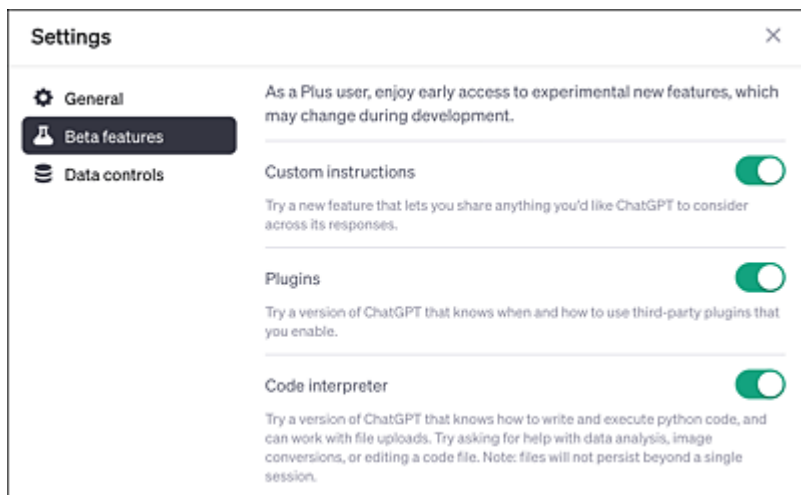 Settings
General
Beta features
Data controls
As a Plus user, enjoy early access to experimental new features, which
may change during development.
Custom instructions
Try a new feature that lets you share anything you'd like ChatGPT to consider
across its responses.
Plugins
Try a version of ChatGPT that knows when and how to use third-party plugins that
you enable.
Code interpreter
Try a version of ChatGPT that knows how to write and execute python code, and
can work with file uploads. Try asking for help with data analysis, image
conversions, or editing a code file. Note: files will not persist beyond a single
session.